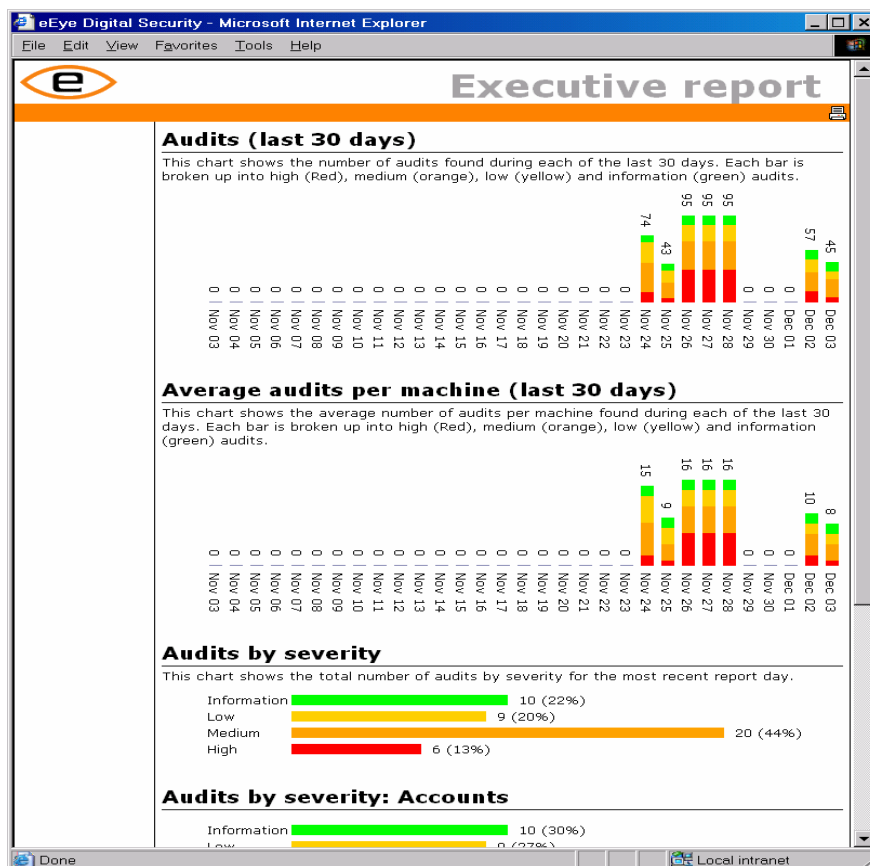 eEye Digital Security - Microsoft Internet Explorer
File Edit View Favorites Tools Help
e
Executive report
Audits (last 30 days)
This chart shows the number of audits found during each of the last 30 days. Each bar is
broken up into high (Red), medium (orange), low (yellow) and information (green) audits.
0 0 0 0 0 0 0 0 0 0 0 0 0 0 0 0 0 0 0 0 0 74 43 95 95 95 0 0 0 57 45
Nov 03 Nov 04 Nov 05 Nov 06 Nov 07 Nov 08 Nov 09 Nov 10 Nov 11 Nov 12 Nov 13 Nov 14 Nov 15 Nov 16 Nov 17 Nov 18 Nov 19 Nov 20 Nov 21 Nov 22 Nov 23 Nov 24 Nov 25 Nov 26 Nov 27 Nov 28 Nov 29 Nov 30 Dec 01 Dec 02 Dec 03
Average audits per machine (last 30 days)
This chart shows the average number of audits per machine found during each of the last 30
days. Each bar is broken up into high (Red), medium (orange), low (yellow) and information
(green) audits.
0 0 0 0 0 0 0 0 0 0 0 0 0 0 0 0 0 0 0 0 0 15 9 16 16 16 0 0 0 10 8
Nov 03 Nov 04 Nov 05 Nov 06 Nov 07 Nov 08 Nov 09 Nov 10 Nov 11 Nov 12 Nov 13 Nov 14 Nov 15 Nov 16 Nov 17 Nov 18 Nov 19 Nov 20 Nov 21 Nov 22 Nov 23 Nov 24 Nov 25 Nov 26 Nov 27 Nov 28 Nov 29 Nov 30 Dec 01 Dec 02 Dec 03
Audits by severity
This chart shows the total number of audits by severity for the most recent report day.
Information 10 (22%)
Low 9 (20%)
Medium 20 (44%)
High 6 (13%)
Audits by severity: Accounts
Information 10 (30%)
Done Local intranet